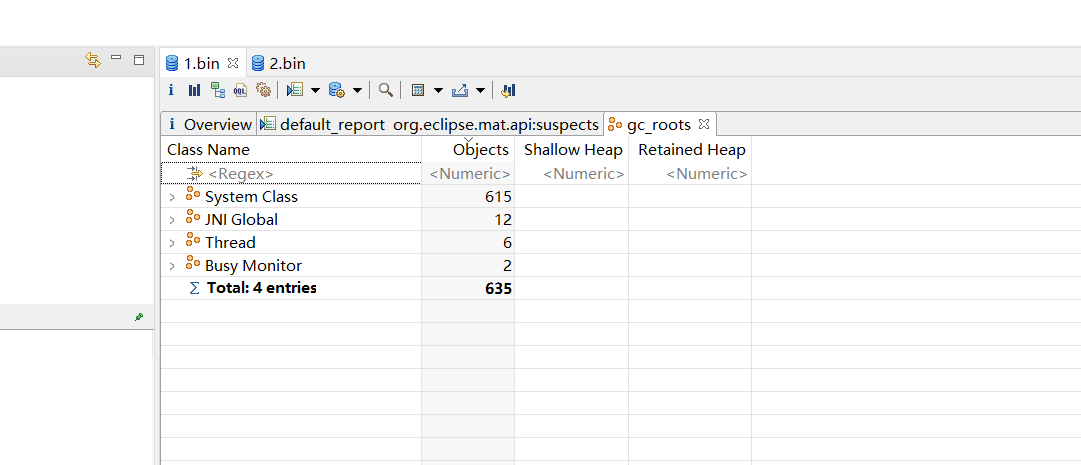 1.bin 2.bin
i OQL
i Overview default_report org.eclipse.mat.api:suspects gc_roots
Class Name Objects Shallow Heap Retained Heap
<Regex> <Numeric> <Numeric> <Numeric>
System Class 615
JNI Global 12
Thread 6
Busy Monitor 2
Σ Total: 4 entries 635